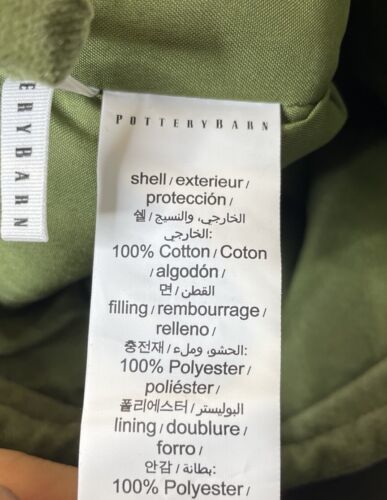 POTTERYBARN
ERYBARN
shell / exterieur /
protección /
쉘 / الخارجي، والنسيج /
الخارجي:
100% Cotton / Coton
/ algodón /
면 / القطن /
filling / rembourrage /
relleno /
충전재 / الحشو، وملء:
100% Polyester /
poliéster /
폴리에스터 / البوليستر /
lining / doublure /
forro /
안감 / بطانة:
100% Polyester /